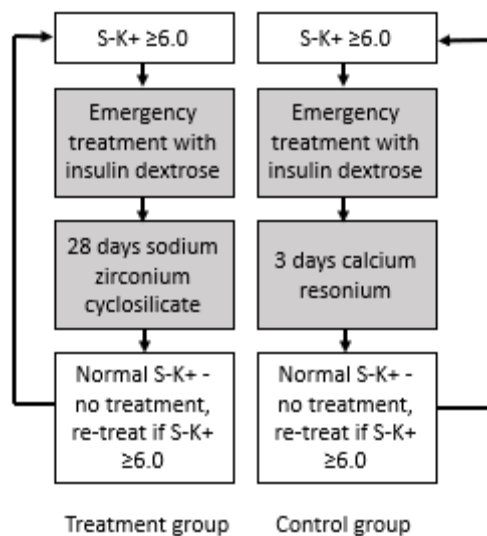 S-K+ ≥6.0
Emergency
treatment with
insulin dextrose
28 days sodium
zirconium
cyclosilicate
Normal S-K+ -
no treatment,
re-treat if S-K+
≥6.0
Treatment group
S-K+ ≥6.0
Emergency
treatment with
insulin dextrose
3 days calcium
resonium
Normal S-K+ -
no treatment,
re-treat if S-K+
≥6.0
Control group